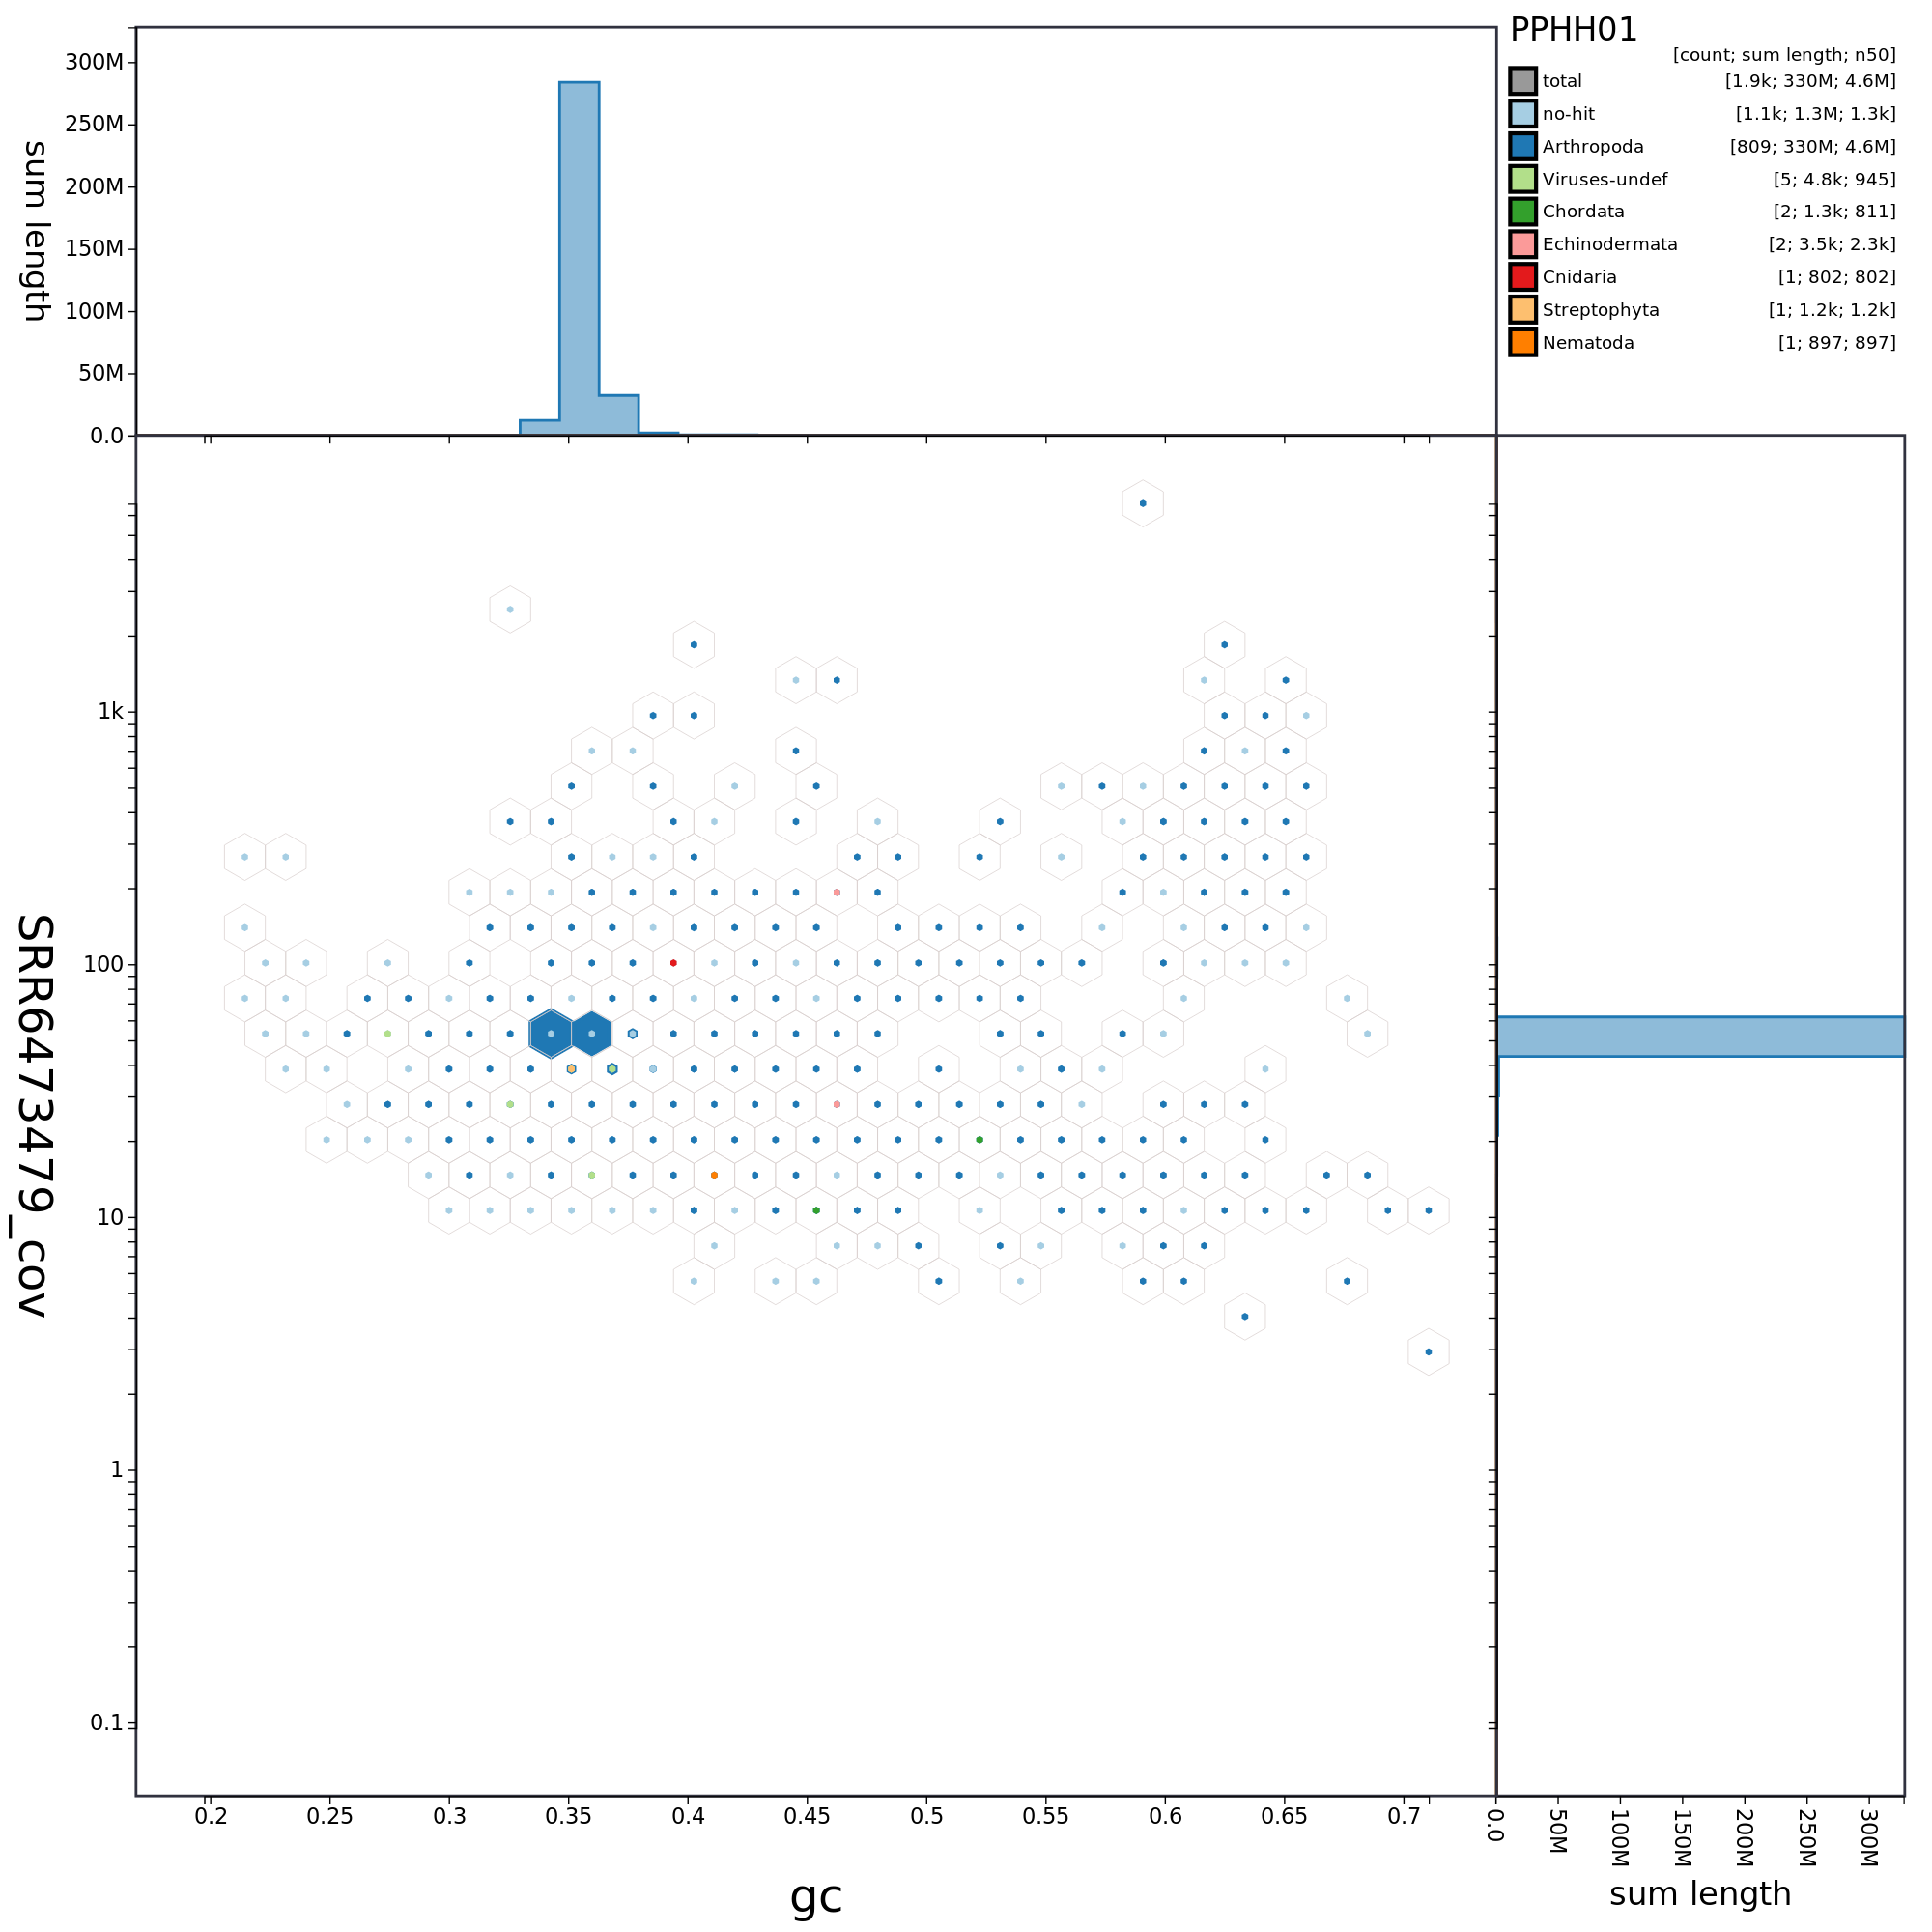 PPHH01
[count; sum length; n50]
total [1.9k; 330M; 4.6M]
no-hit [1.1k; 1.3M; 1.3k]
Arthropoda [809; 330M; 4.6M]
Viruses-undef [5; 4.8k; 945]
Chordata [2; 1.3k; 811]
Echinodermata [2; 3.5k; 2.3k]
Cnidaria [1; 802; 802]
Streptophyta [1; 1.2k; 1.2k]
Nematoda [1; 897; 897]
sum length
300M
250M
200M
150M
100M
50M
0.0
SRR6473479_cov
1k
100
10
1
0.1
0.2 0.25 0.3 0.35 0.4 0.45 0.5 0.55 0.6 0.65 0.7
gc
0.0 50M 100M 150M 200M 250M 300M
sum length